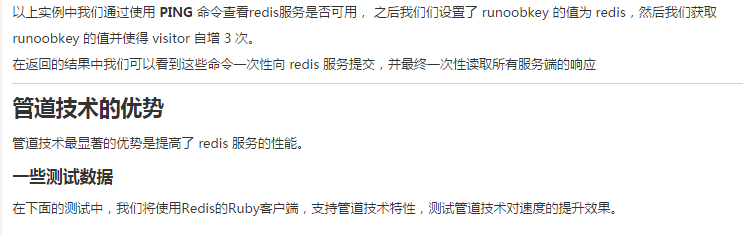 以上实例中我们通过使用 PING 命令查看redis服务是否可用， 之后我们们设置了 runoobkey 的值为 redis，然后我们获取
runoobkey 的值并使得 visitor 自增 3 次。
在返回的结果中我们可以看到这些命令一次性向 redis 服务提交，并最终一次性读取所有服务端的响应
管道技术的优势
管道技术最显著的优势是提高了 redis 服务的性能。
一些测试数据
在下面的测试中，我们将使用Redis的Ruby客户端，支持管道技术特性，测试管道技术对速度的提升效果。